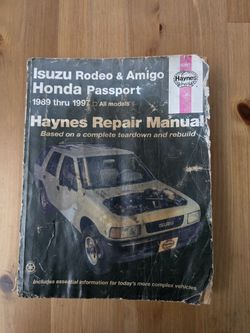 Isuzu Rodeo & Amigo
Honda Passport
1989 thru 1997 □ All models
Haynes
Haynes Repair Manual
Based on a complete teardown and rebuild
ISUZU
Includes essential information for today's more complex vehicles